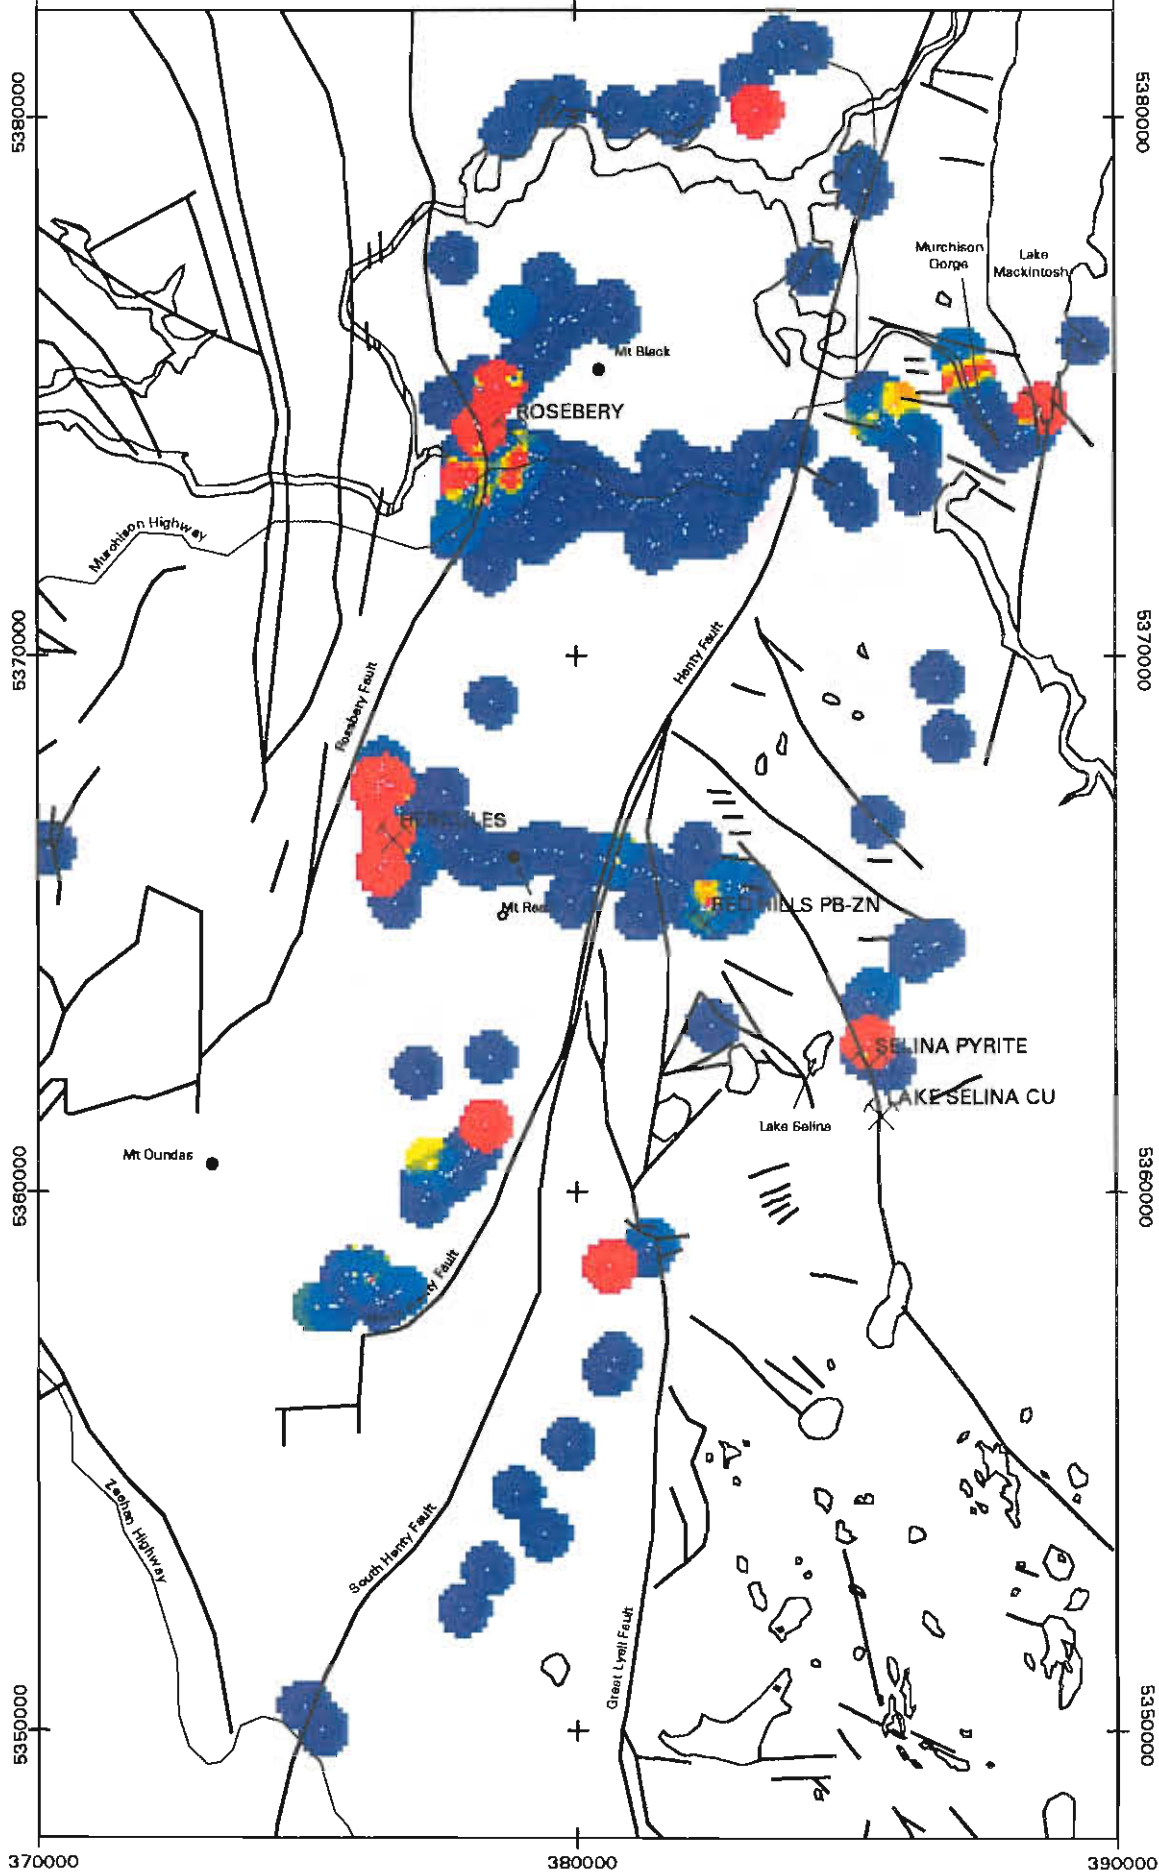 5380000
5380000
Murchison
Gorge
Lake
Mackintosh
Mt Black
ROSEBERY
Murchison Highway
5370000
5370000
Henty Fault
Rosebery Fault
HERCULES
Mt Read
RED HILLS PB-ZN
SELINA PYRITE
LAKE SELINA CU
Lake Selina
Mt Dundas
5360000
5360000
Fault
Zeehan Highway
South Henty Fault
Great Lyell Fault
5350000
5350000
370000
380000
390000